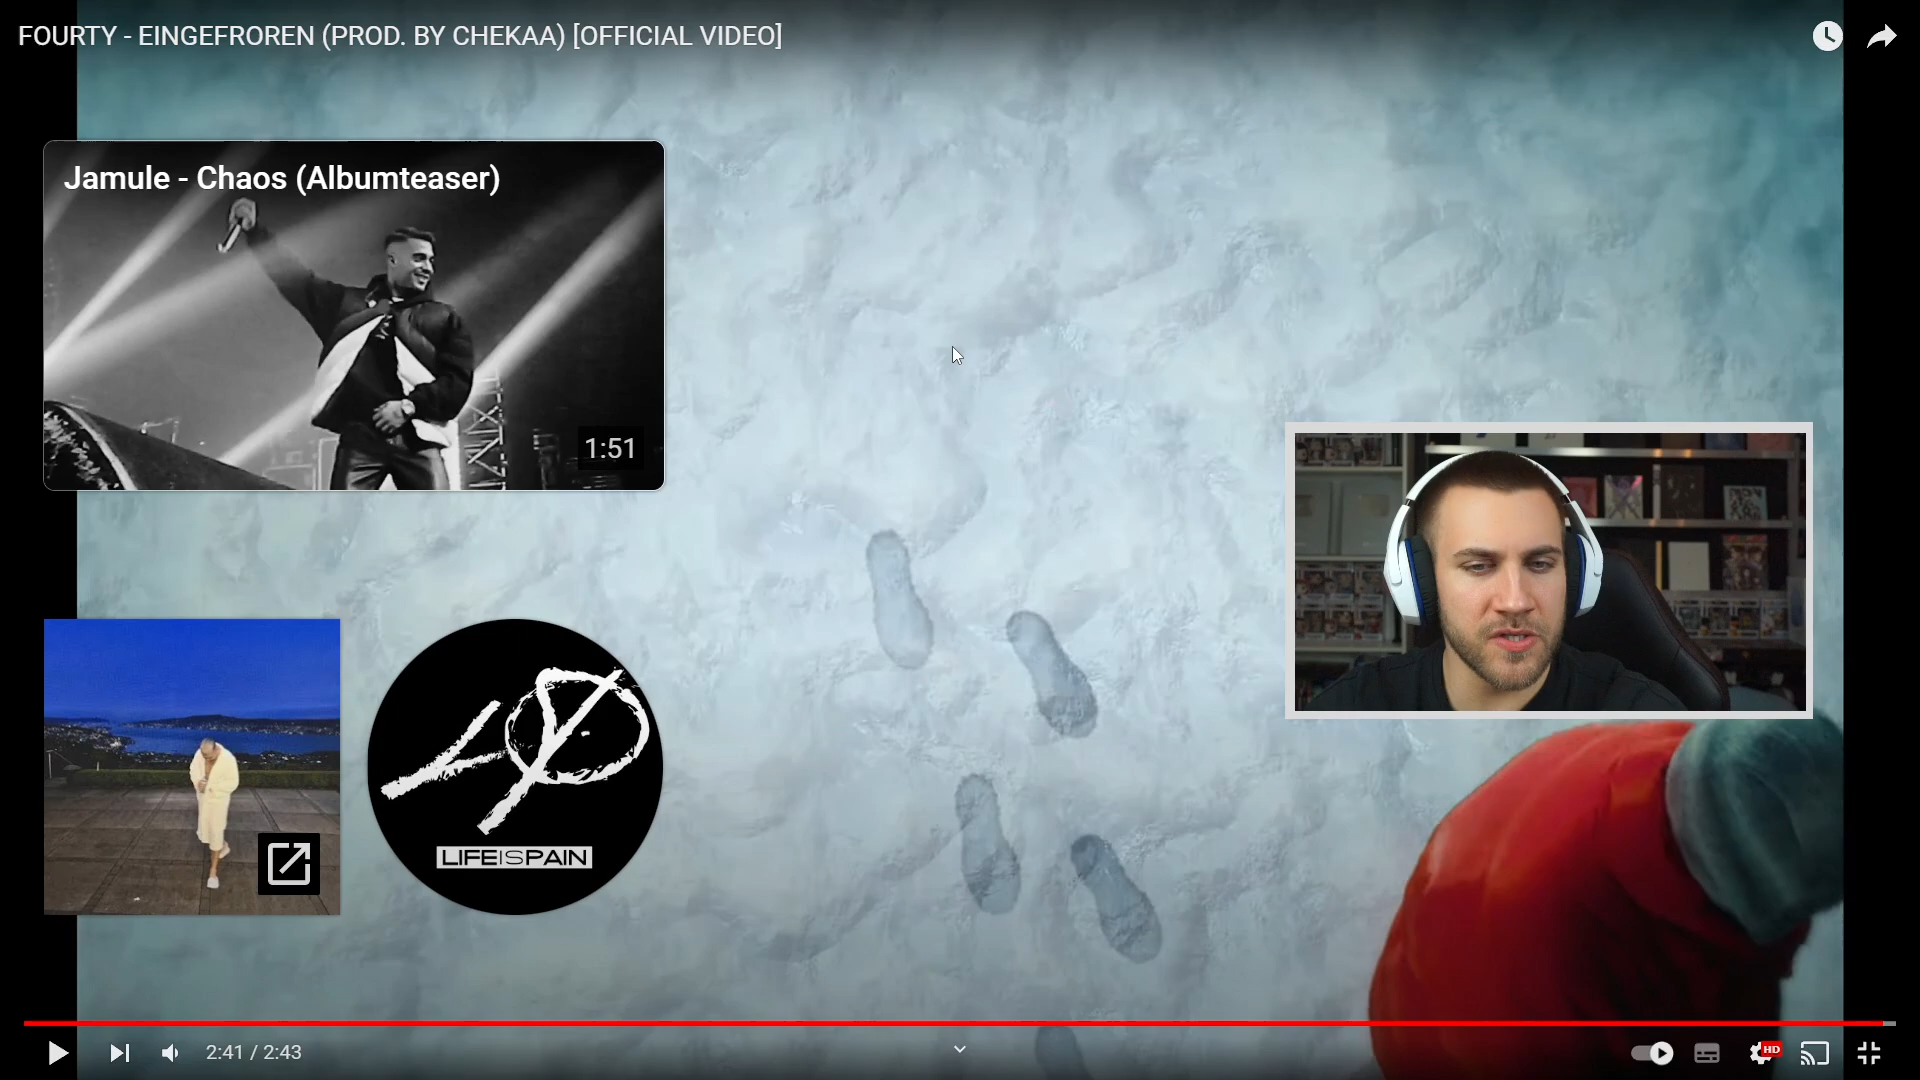 FOURTY - EINGEFROREN (PROD. BY CHEKAA) [OFFICIAL VIDEO]
Jamule - Chaos (Albumteaser)
1:51
LIFEISPAIN
2:41 / 2:43
HD